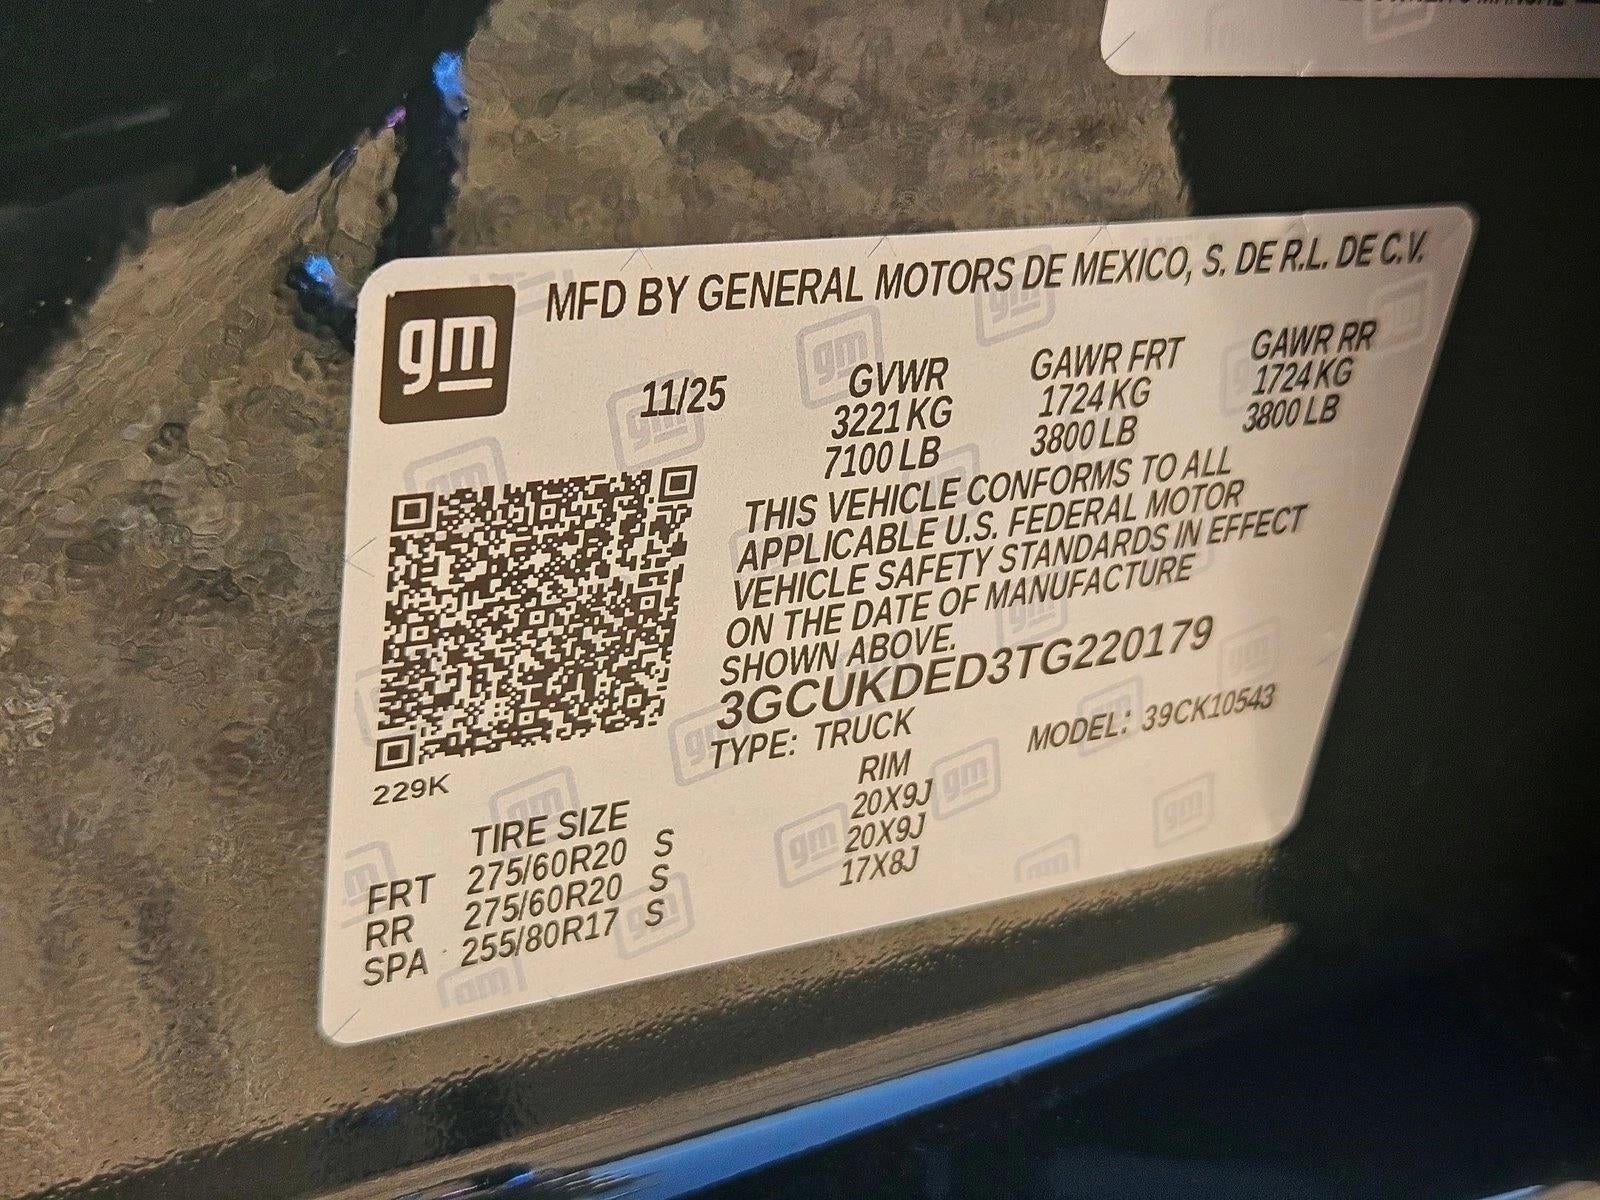 OWNER'S MANUAL
gm
MFD BY GENERAL MOTORS DE MEXICO, S. DE R.L. DE C.V.
11/25
GVWR GAWR FRT GAWR RR
3221 KG 1724 KG 1724 KG
7100 LB 3800 LB 3800 LB
THIS VEHICLE CONFORMS TO ALL
APPLICABLE U.S. FEDERAL MOTOR
VEHICLE SAFETY STANDARDS IN EFFECT
ON THE DATE OF MANUFACTURE
SHOWN ABOVE.
3GCUKDED3TG220179
TYPE: TRUCK MODEL: 39CK10543
229K
TIRE SIZE RIM
FRT 275/60R20 S 20X9J
RR 275/60R20 S 20X9J
SPA 255/80R17 S 17X8J